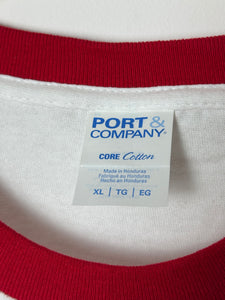 PORT &
COMPANY®
CORE Cotton
Made in Honduras
Fabriqué au Honduras
Hecho en Honduras
XL | TG | EG